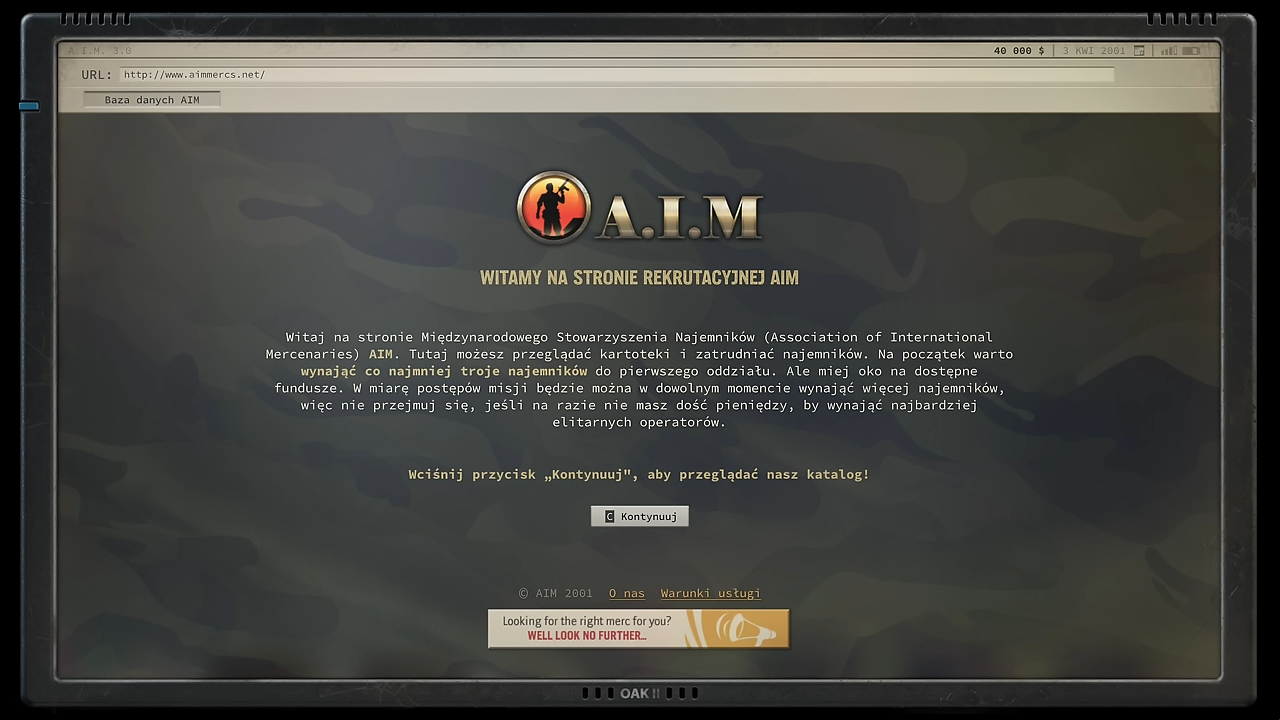 A.I.M. 3.0
40 000 $ | 3 KWI 2001
URL: http://www.aimmercs.net/
Baza danych AIM
A.I.M
WITAMY NA STRONIE REKRUTACYJNEJ AIM
Witaj na stronie Międzynarodowego Stowarzyszenia Najemników (Association of International
Mercenaries) AIM. Tutaj możesz przeglądać kartoteki i zatrudniać najemników. Na początek warto
wynająć co najmniej troje najemników do pierwszego oddziału. Ale miej oko na dostępne
fundusze. W miarę postępów misji będzie można w dowolnym momencie wynająć więcej najemników,
więc nie przejmuj się, jeśli na razie nie masz dość pieniędzy, by wynająć najbardziej
elitarnych operatorów.
Wciśnij przycisk „Kontynuuj", aby przeglądać nasz katalog!
C Kontynuuj
© AIM 2001 O nas Warunki usługi
Looking for the right merc for you?
WELL LOOK NO FURTHER...
OAK II